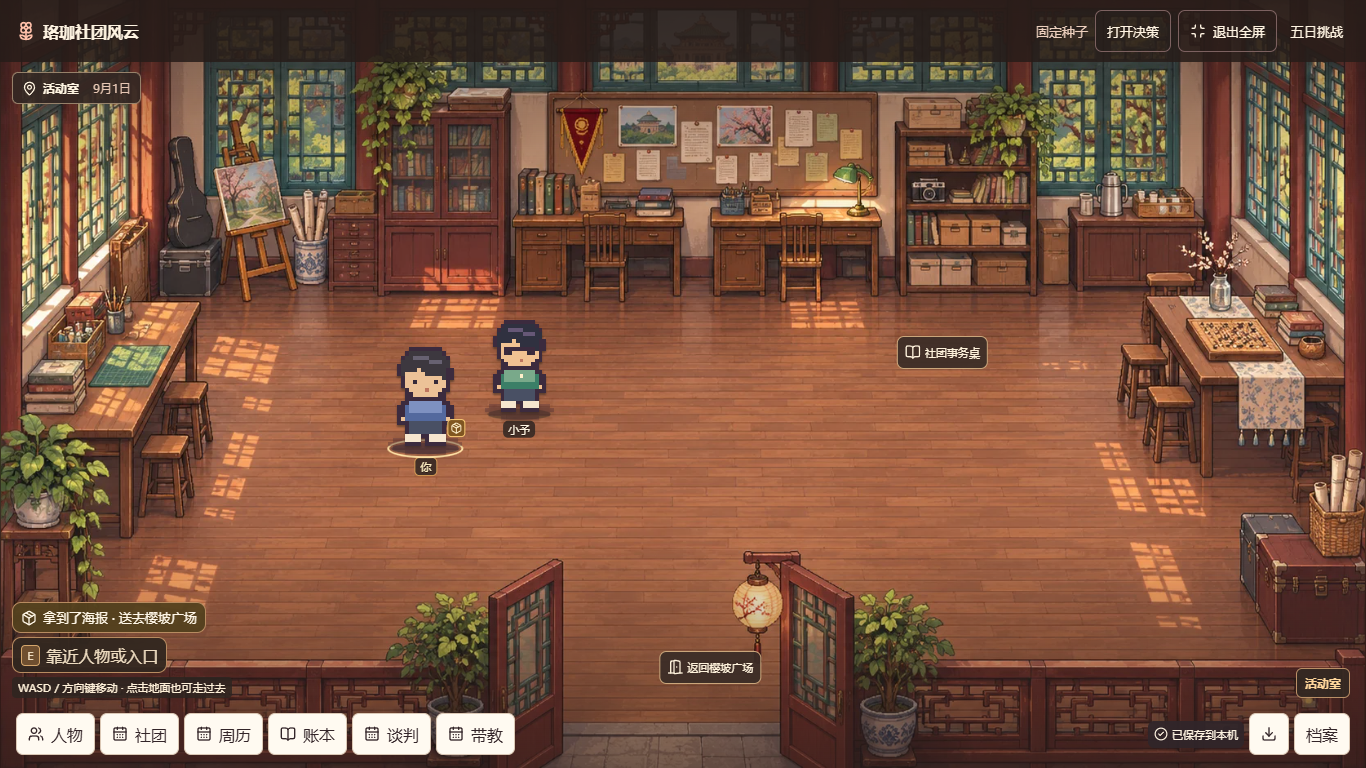 珞珈社团风云
固定种子
打开决策
退出全屏
五日挑战
活动室 9月1日
社团事务桌
小予
你
拿到了海报 · 送去樱坡广场
E 靠近人物或入口
WASD / 方向键移动 · 点击地面也可走过去
返回樱坡广场
活动室
人物
社团
周历
账本
谈判
带教
已保存到本机
档案